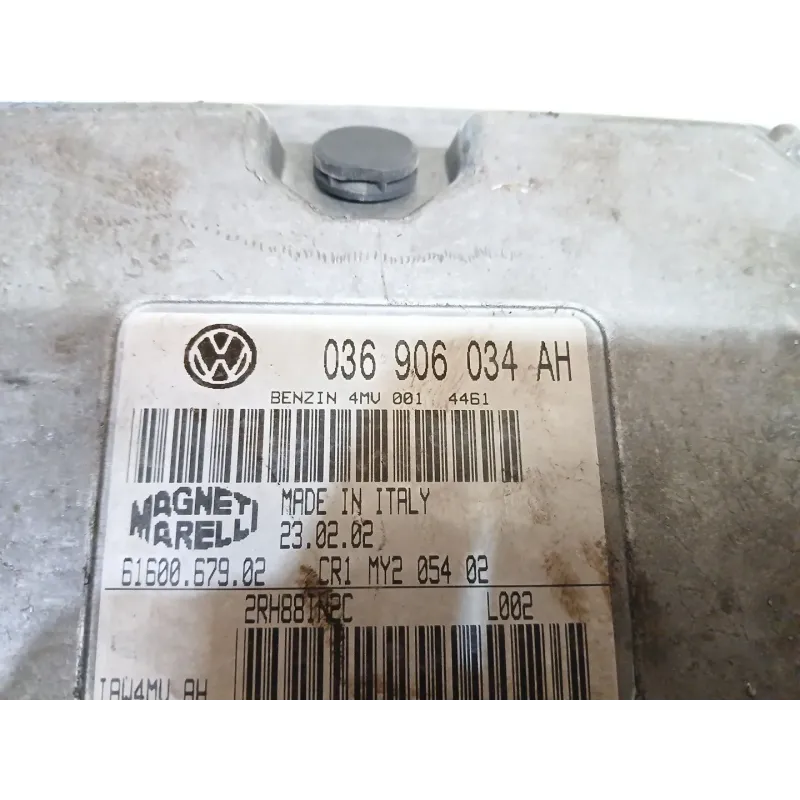 036 906 034 AH
BENZIN 4MV 001 4461
MAGNETI MARELLI
MADE IN ITALY
23.02.02
61600.679.02 CR1 MY2 054 02
L002
IAW4MV AH